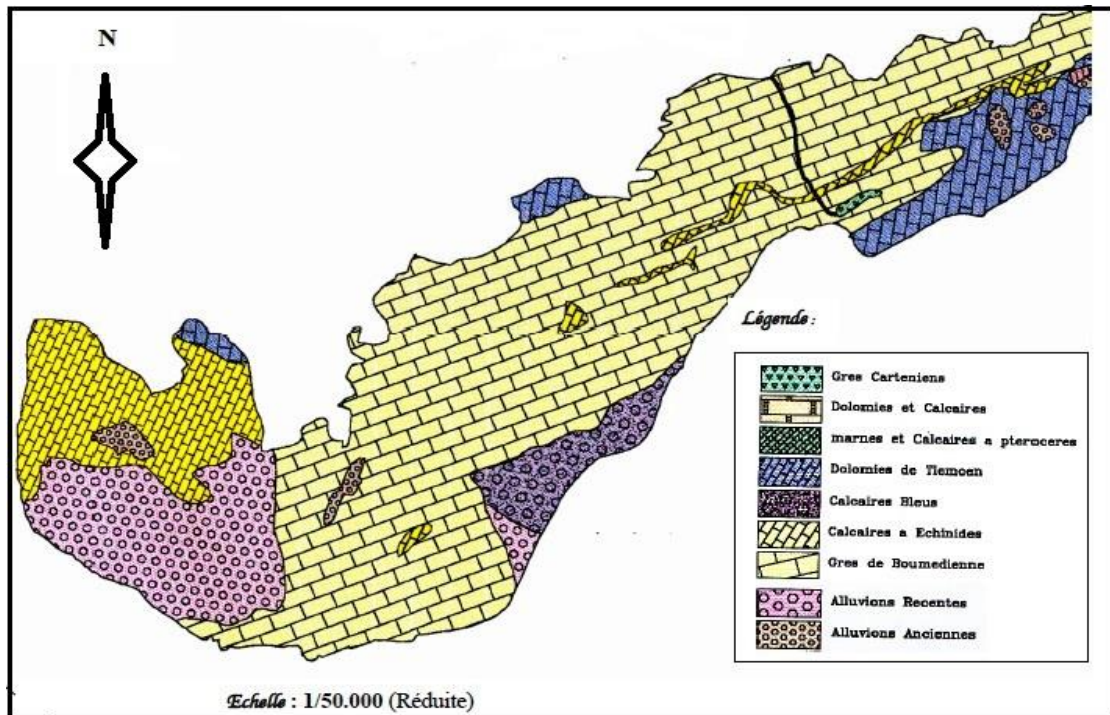 N
Légende :
Gres Carteniens
Dolomies et Calcaires
marnes et Calcaires a pteroceres
Dolomies de Tlemcen
Calcaires Bleus
Calcaires a Echinides
Gres de Boumedienne
Alluvions Recentes
Alluvions Anciennes
Echelle : 1/50.000 (Réduite)